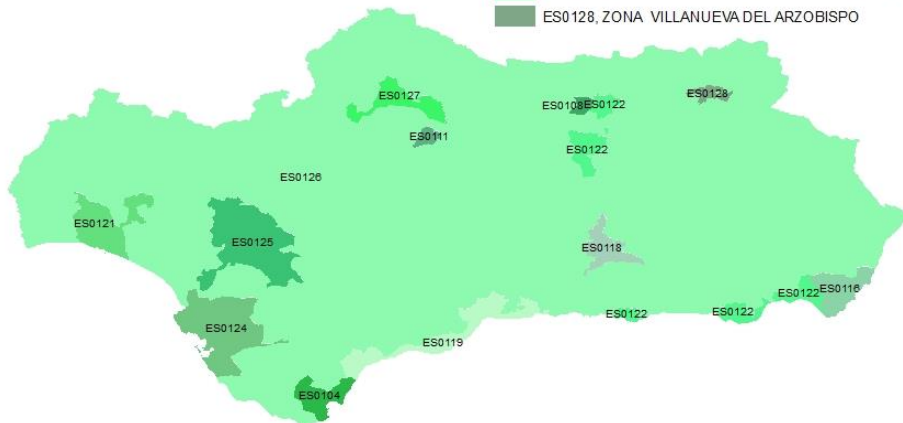 ES0128, ZONA VILLANUEVA DEL ARZOBISPO
ES0127
ES0108
ES0122
ES0128
ES0111
ES0122
ES0126
ES0121
ES0125
ES0118
ES0116
ES0122
ES0122
ES0122
ES0124
ES0119
ES0104